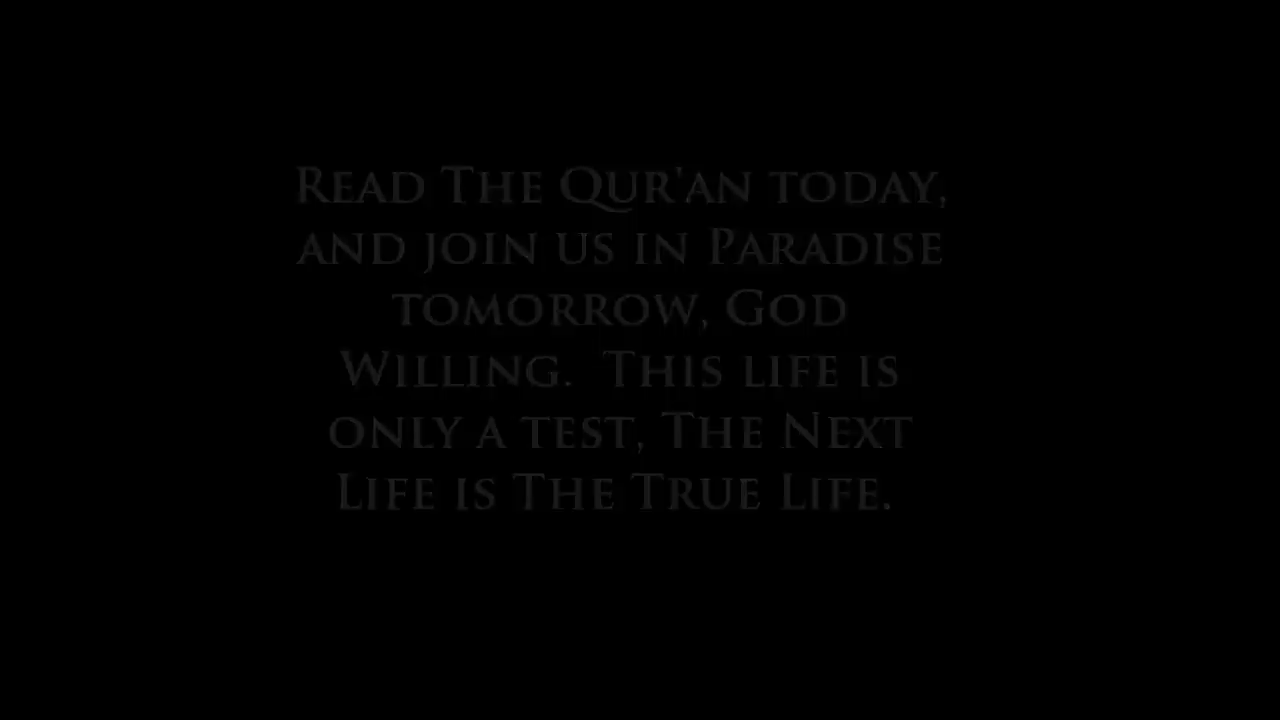 Read The Qur'an today,
and join us in Paradise
tomorrow, God
Willing.  This life is
only a test, The Next
Life is The True Life.